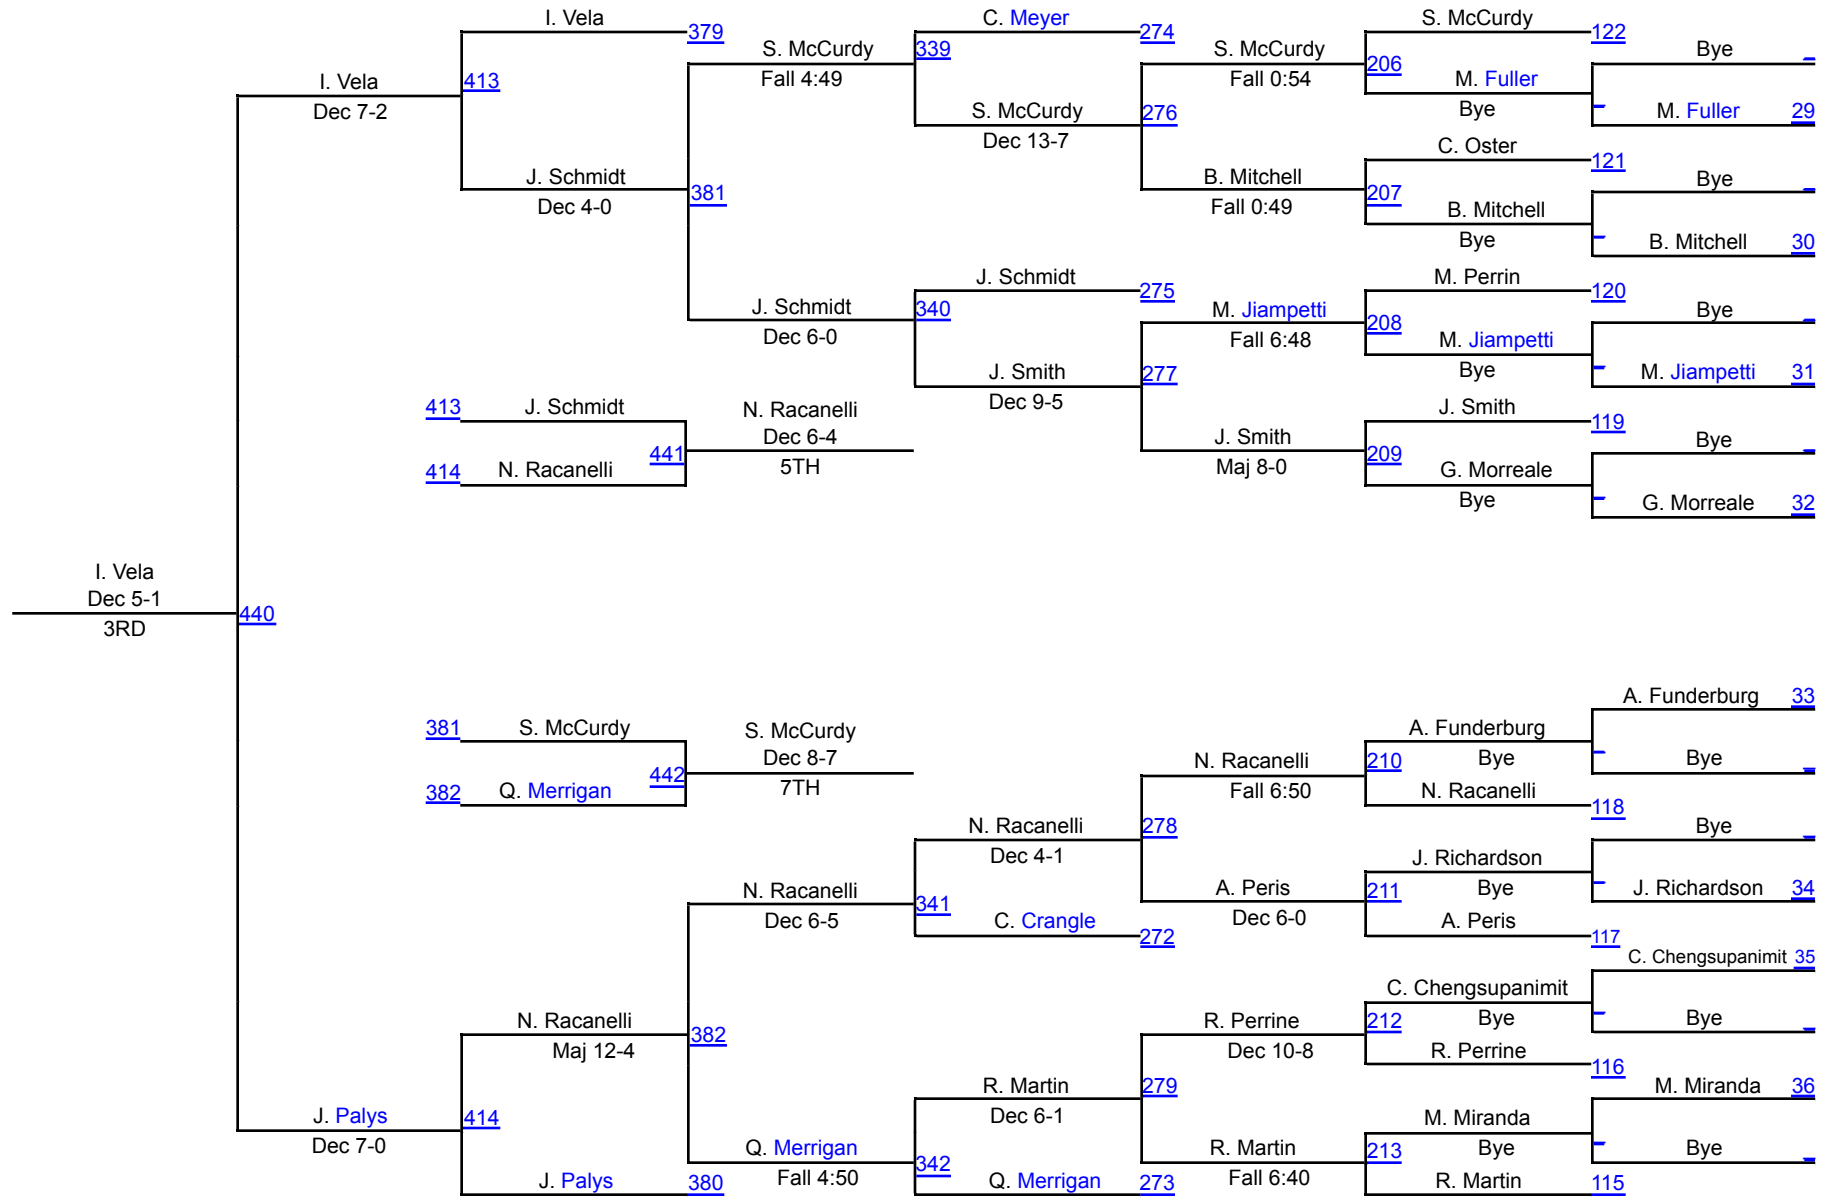 I. Vela
379
C. Meyer
274
S. McCurdy
122
S. McCurdy
339
S. McCurdy
206
Bye
Fall 4:49
Fall 0:54
M. Fuller
I. Vela
413
Bye
M. Fuller
29
Dec 7-2
S. McCurdy
276
Dec 13-7
C. Oster
121
J. Schmidt
381
B. Mitchell
207
Bye
Dec 4-0
Fall 0:49
B. Mitchell
Bye
B. Mitchell
30
J. Schmidt
275
M. Perrin
120
J. Schmidt
340
M. Jiampetti
208
Bye
Dec 6-0
Fall 6:48
M. Jiampetti
J. Smith
277
Bye
M. Jiampetti
31
Dec 9-5
413
J. Schmidt
N. Racanelli
J. Smith
119
441
Dec 6-4
J. Smith
209
Bye
414
N. Racanelli
5TH
Maj 8-0
G. Morreale
Bye
G. Morreale
32
I. Vela
Dec 5-1
440
3RD
A. Funderburg
33
381
S. McCurdy
S. McCurdy
A. Funderburg
442
Dec 8-7
N. Racanelli
210
Bye
Bye
382
Q. Merrigan
7TH
Fall 6:50
N. Racanelli
118
N. Racanelli
278
Bye
Dec 4-1
J. Richardson
N. Racanelli
341
A. Peris
211
Bye
J. Richardson
34
Dec 6-5
C. Crangle
272
Dec 6-0
A. Peris
117
C. Chengsupanimit
35
C. Chengsupanimit
N. Racanelli
382
R. Perrine
212
Bye
Bye
Maj 12-4
Dec 10-8
R. Perrine
116
R. Martin
279
M. Miranda
36
J. Palys
414
Dec 6-1
M. Miranda
Dec 7-0
Q. Merrigan
342
R. Martin
213
Bye
Bye
J. Palys
380
Fall 4:50
Q. Merrigan
273
Fall 6:40
R. Martin
115